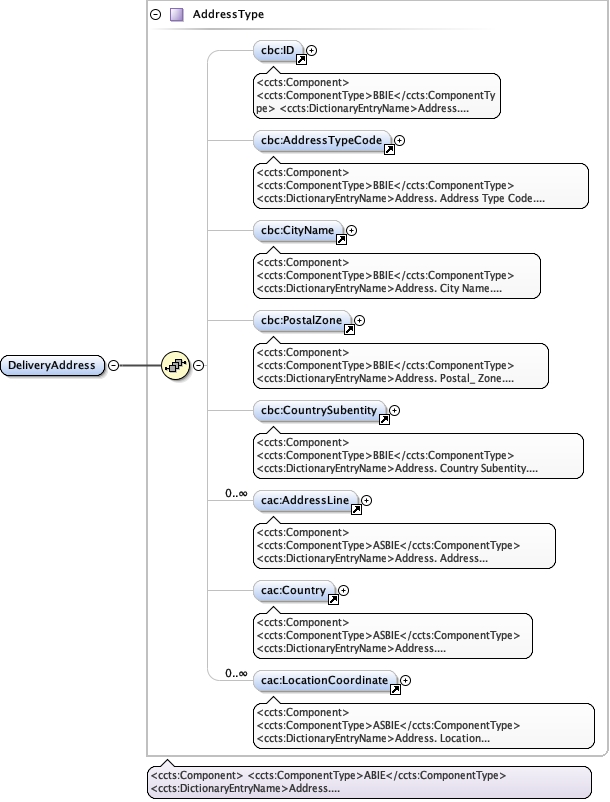 AddressType
cbc:ID
<ccts:Component>
<ccts:ComponentType>BBIE</ccts:ComponentTy
pe> <ccts:DictionaryEntryName>Address....
cbc:AddressTypeCode
<ccts:Component>
<ccts:ComponentType>BBIE</ccts:ComponentType>
<ccts:DictionaryEntryName>Address. Address Type Code....
cbc:CityName
<ccts:Component>
<ccts:ComponentType>BBIE</ccts:ComponentType>
<ccts:DictionaryEntryName>Address. City Name....
cbc:PostalZone
<ccts:Component>
<ccts:ComponentType>BBIE</ccts:ComponentType>
<ccts:DictionaryEntryName>Address. Postal_ Zone....
DeliveryAddress
cbc:CountrySubentity
<ccts:Component>
<ccts:ComponentType>BBIE</ccts:ComponentType>
<ccts:DictionaryEntryName>Address. Country Subentity....
0..∞
cac:AddressLine
<ccts:Component>
<ccts:ComponentType>ASBIE</ccts:ComponentType>
<ccts:DictionaryEntryName>Address. Address...
cac:Country
<ccts:Component>
<ccts:ComponentType>ASBIE</ccts:ComponentType>
<ccts:DictionaryEntryName>Address....
0..∞
cac:LocationCoordinate
<ccts:Component>
<ccts:ComponentType>ASBIE</ccts:ComponentType>
<ccts:DictionaryEntryName>Address. Location...
<ccts:Component> <ccts:ComponentType>ABIE</ccts:ComponentType>
<ccts:DictionaryEntryName>Address....